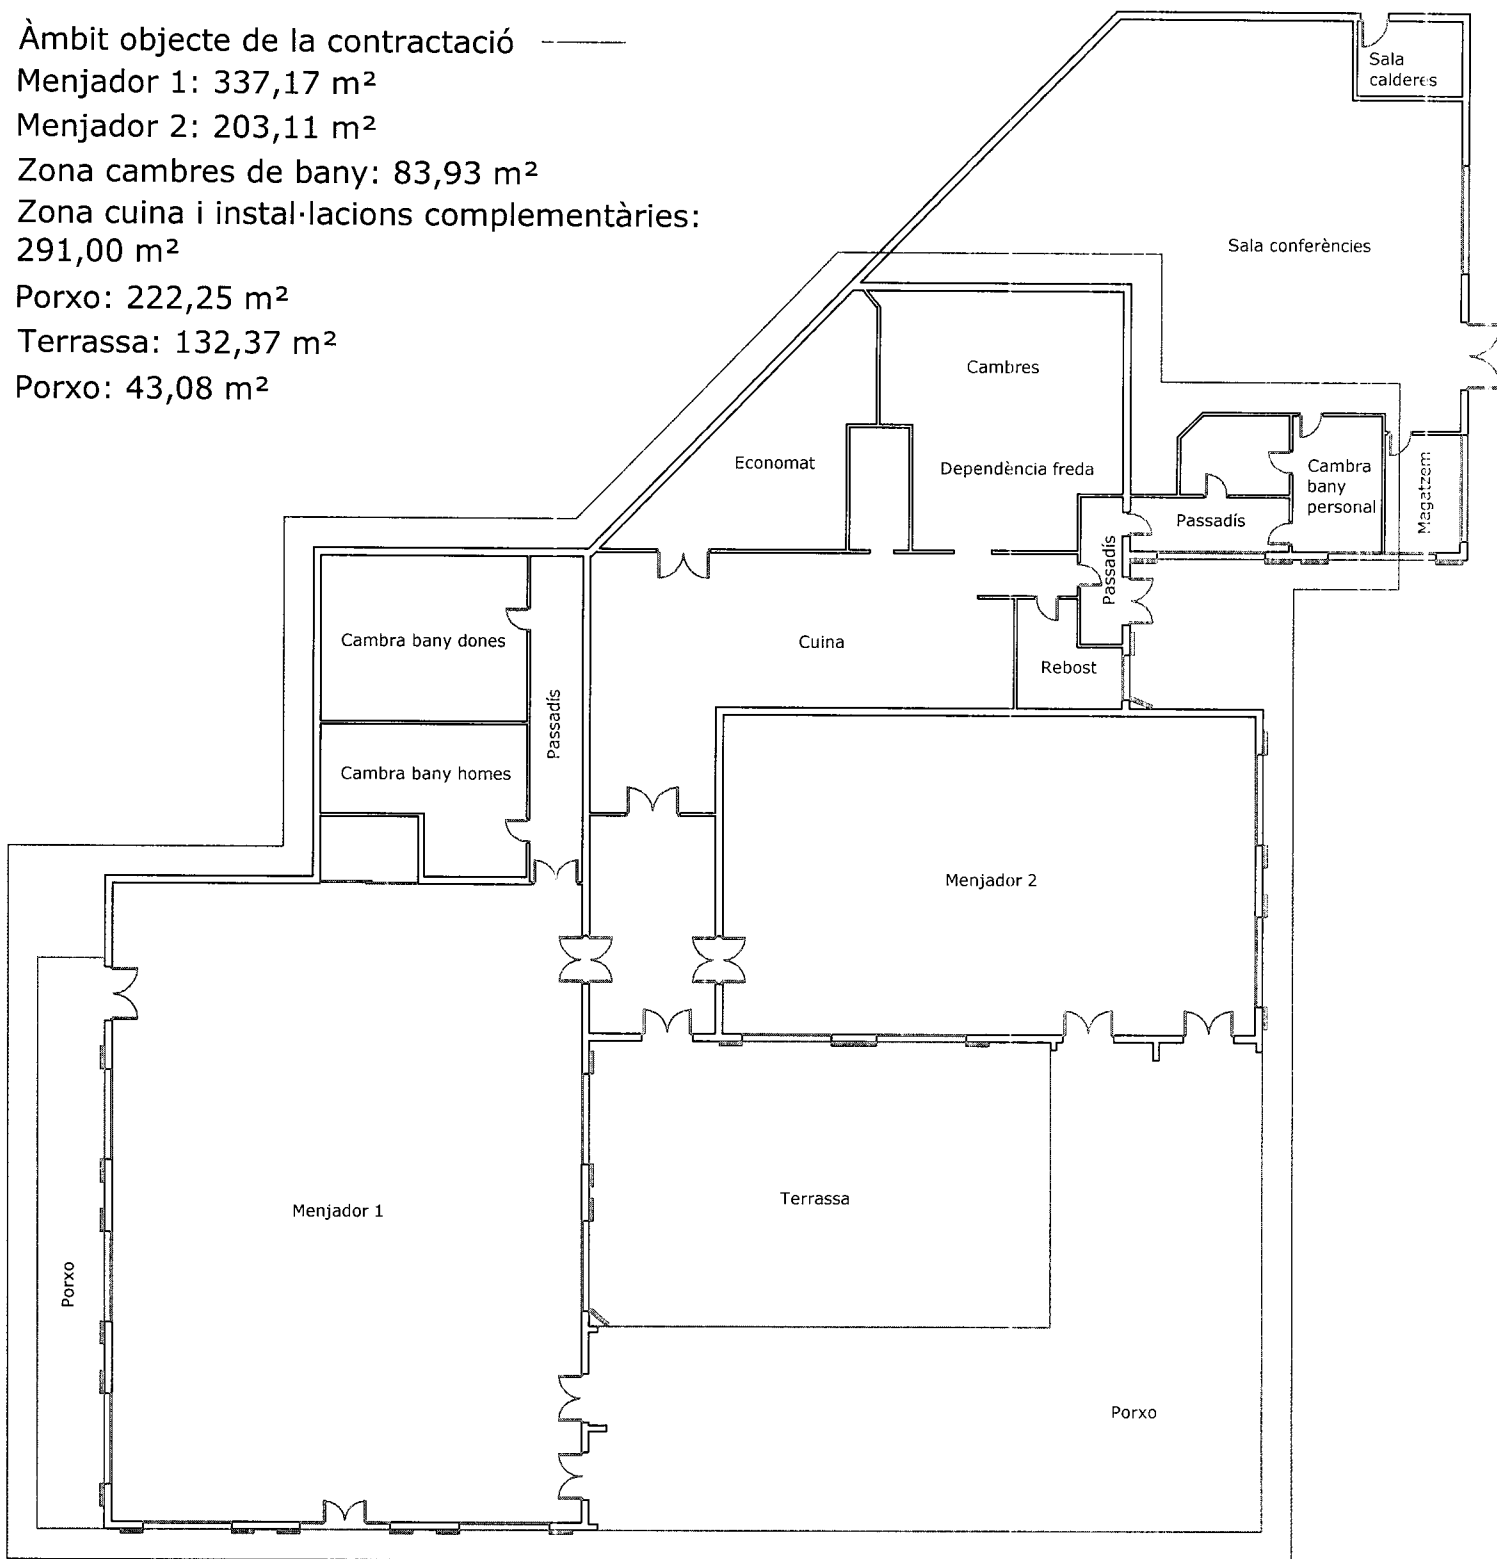 Àmbit objecte de la contractació
Menjador 1: 337,17 m²
Menjador 2: 203,11 m²
Zona cambres de bany: 83,93 m²
Zona cuina i instal·lacions complementàries:
291,00 m²
Porxo: 222,25 m²
Terrassa: 132,37 m²
Porxo: 43,08 m²
Sala
calderes
Sala conferències
Cambres
Economat
Dependència freda
Cambra
bany
personal
Magatzem
Passadís
Passadís
Cambra bany dones
Cuina
Rebost
Passadís
Cambra bany homes
Menjador 2
Terrassa
Menjador 1
Porxo
Porxo